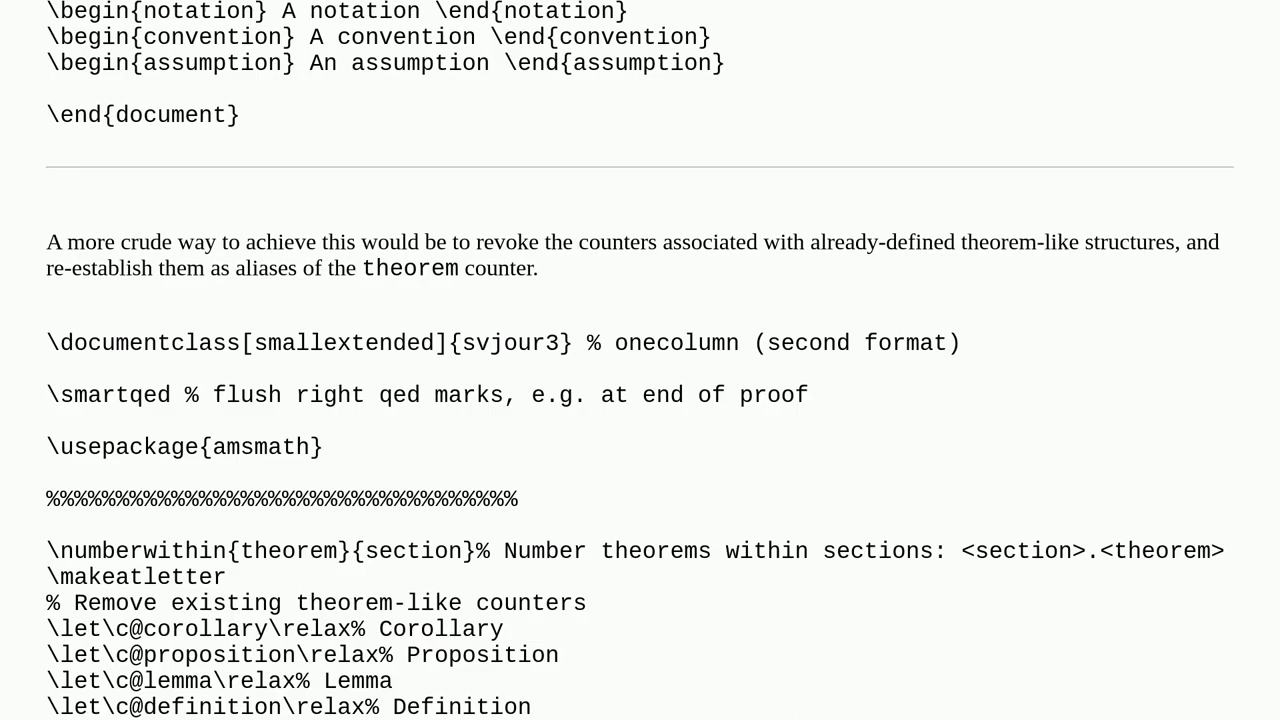 \begin{notation} A notation \end{notation}
\begin{convention} A convention \end{convention}
\begin{assumption} An assumption \end{assumption}
\end{document}
A more crude way to achieve this would be to revoke the counters associated with already-defined theorem-like structures, and
re-establish them as aliases of the theorem counter.
\documentclass[smallextended]{svjour3} % onecolumn (second format)
\smartqed % flush right qed marks, e.g. at end of proof
\usepackage{amsmath}
%%%%%%%%%%%%%%%%%%%%%%%%%%%%%%%%%%
\numberwithin{theorem}{section}% Number theorems within sections: <section>.<theorem>
\makeatletter
% Remove existing theorem-like counters
\let\c@corollary\relax% Corollary
\let\c@proposition\relax% Proposition
\let\c@lemma\relax% Lemma
\let\c@definition\relax% Definition